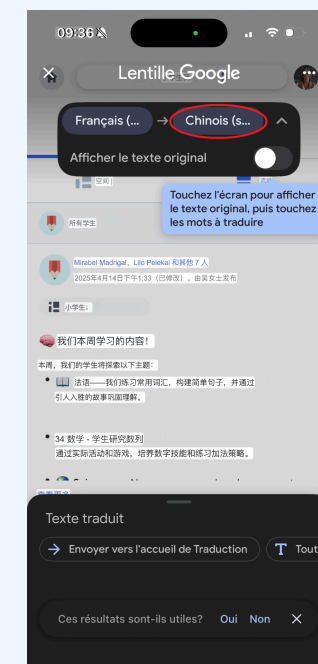 09:36
Lentille Google
Français (...
→
Chinois (s...
Afficher le texte original
空间
Touchez l'écran pour afficher
le texte original, puis touchez
les mots à traduire
所有学生
Mirabel Madrigal、Lilo Pelekai 和其他 7 人
2025年4月14日下午1:33（已修改），由吴女士发布
小学生：
我们本周学习的内容！
本周，我们的学生将探索以下主题：
• 法语——我们练习常用词汇，构建简单句子，并通过
引人入胜的故事巩固理解。
• 34 数学 - 学生研究数列
通过实际活动和游戏，培养数字技能和练习加法策略。
Texte traduit
Envoyer vers l'accueil de Traduction
T Tout
Ces résultats sont-ils utiles? Oui Non